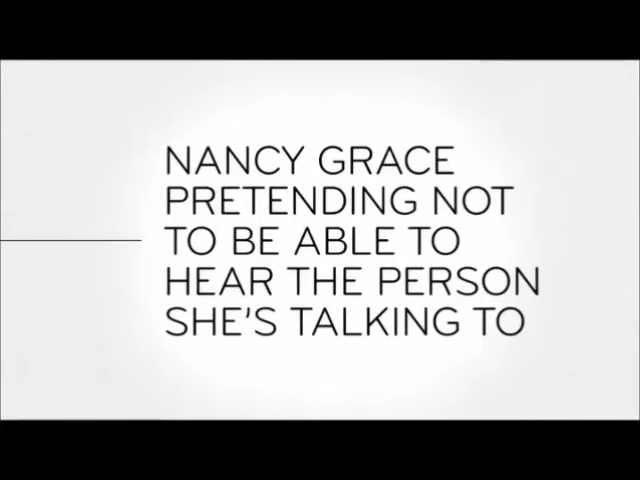 NANCY GRACE
PRETENDING NOT
TO BE ABLE TO
HEAR THE PERSON
SHE'S TALKING TO